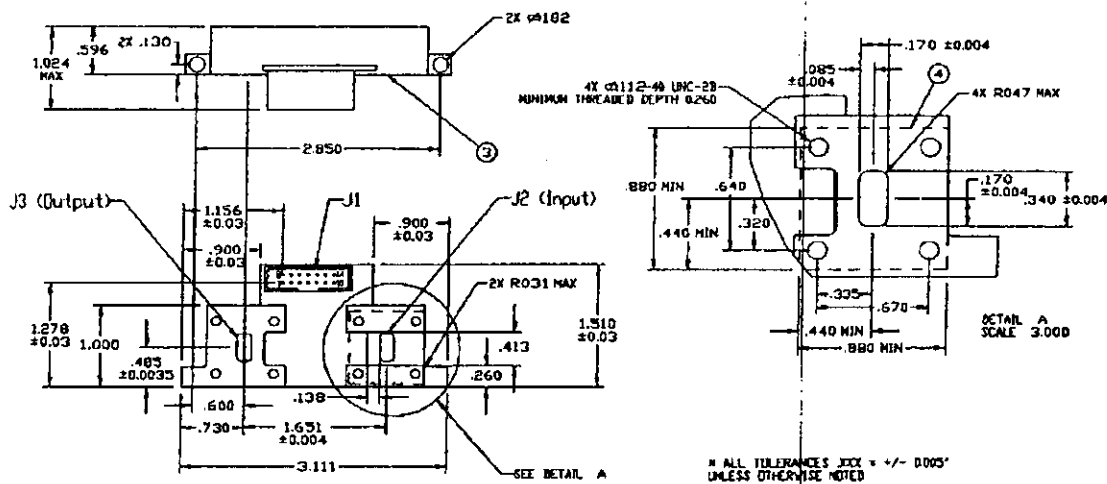 2X ⌀.182
2X .130
.596
1.024
MAX
2.850
3
J3 (Output)
J1
J2 (Input)
1.156
±0.03
.900
±0.03
.900
±0.03
2X R.031 MAX
1.278
±0.03
1.000
.485
±0.0035
.600
.730
1.651
±0.004
3.111
.138
.413
.260
1.510
±0.03
SEE DETAIL A
.170 ±0.004
.085
±0.004
4
4X R.047 MAX
4X ⌀.112-40 UNC-2B
MINIMUM THREADED DEPTH 0.260
.880 MIN
.640
.440 MIN
.320
.170
±0.004
.340 ±0.004
.335
.670
.440 MIN
.880 MIN
DETAIL A
SCALE 3.000
ALL TOLERANCES .XXX = +/- 0.005"
UNLESS OTHERWISE NOTED